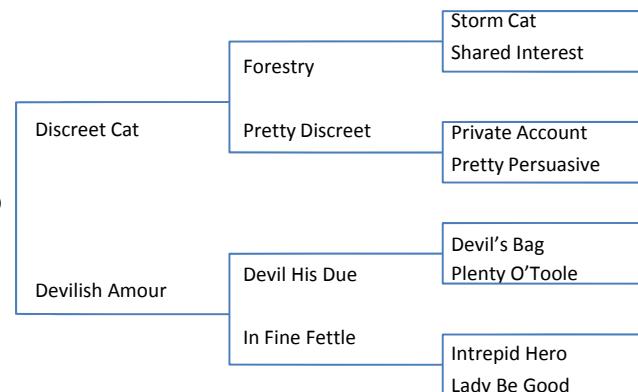 Storm Cat
Shared Interest
Forestry
Discreet Cat
Pretty Discreet
Private Account
Pretty Persuasive
Devil’s Bag
Plenty O’Toole
Devil His Due
Devilish Amour
In Fine Fettle
Intrepid Hero
Lady Be Good